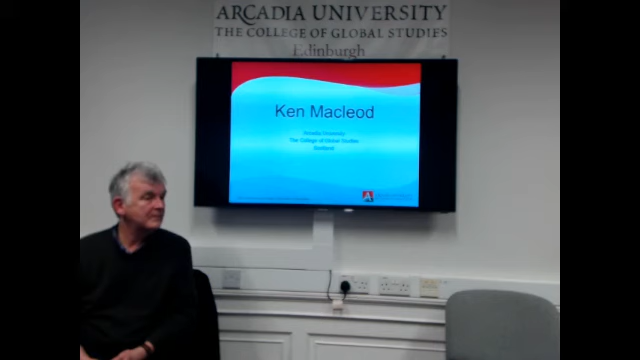 ARCADIA UNIVERSITY
THE COLLEGE OF GLOBAL STUDIES
Edinburgh
Ken Macleod
Arcadia University
The College of Global Studies
Scotland